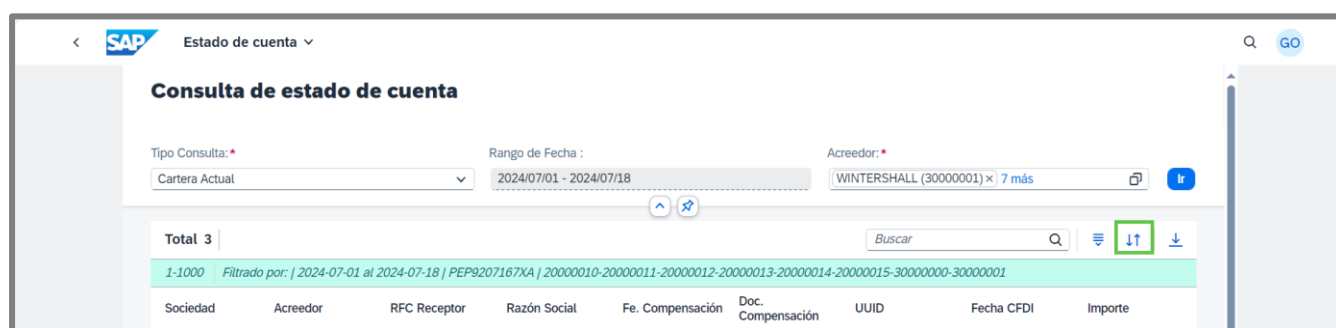 SAP Estado de cuenta GO
Consulta de estado de cuenta
Tipo Consulta:* Rango de Fecha : Acreedor:*
Cartera Actual 2024/07/01 - 2024/07/18 WINTERSHALL (30000001) × 7 más Ir
Total 3 Buscar
1-1000 Filtrado por: | 2024-07-01 al 2024-07-18 | PEP9207167XA | 20000010-20000011-20000012-20000013-20000014-20000015-30000000-30000001
Sociedad Acreedor RFC Receptor Razón Social Fe. Compensación Doc. Compensación UUID Fecha CFDI Importe